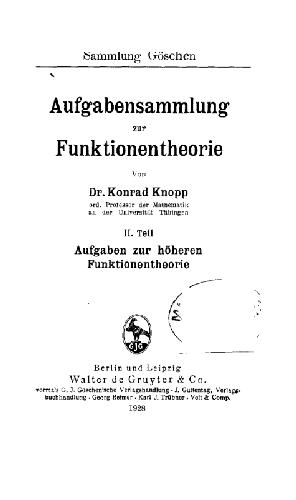 Sammlung Göschen
Aufgabensammlung
zur
Funktionentheorie
Von
Dr. Konrad Knopp
ord. Professor der Mathematik
an der Universität Tübingen
II. Teil
Aufgaben zur höheren
Funktionentheorie
Berlin und Leipzig
Walter de Gruyter & Co.
vormals G. J. Göschen'sche Verlagshandlung · J. Guttentag, Verlags-
buchhandlung · Georg Reimer · Karl J. Trübner · Veit & Comp.
1928